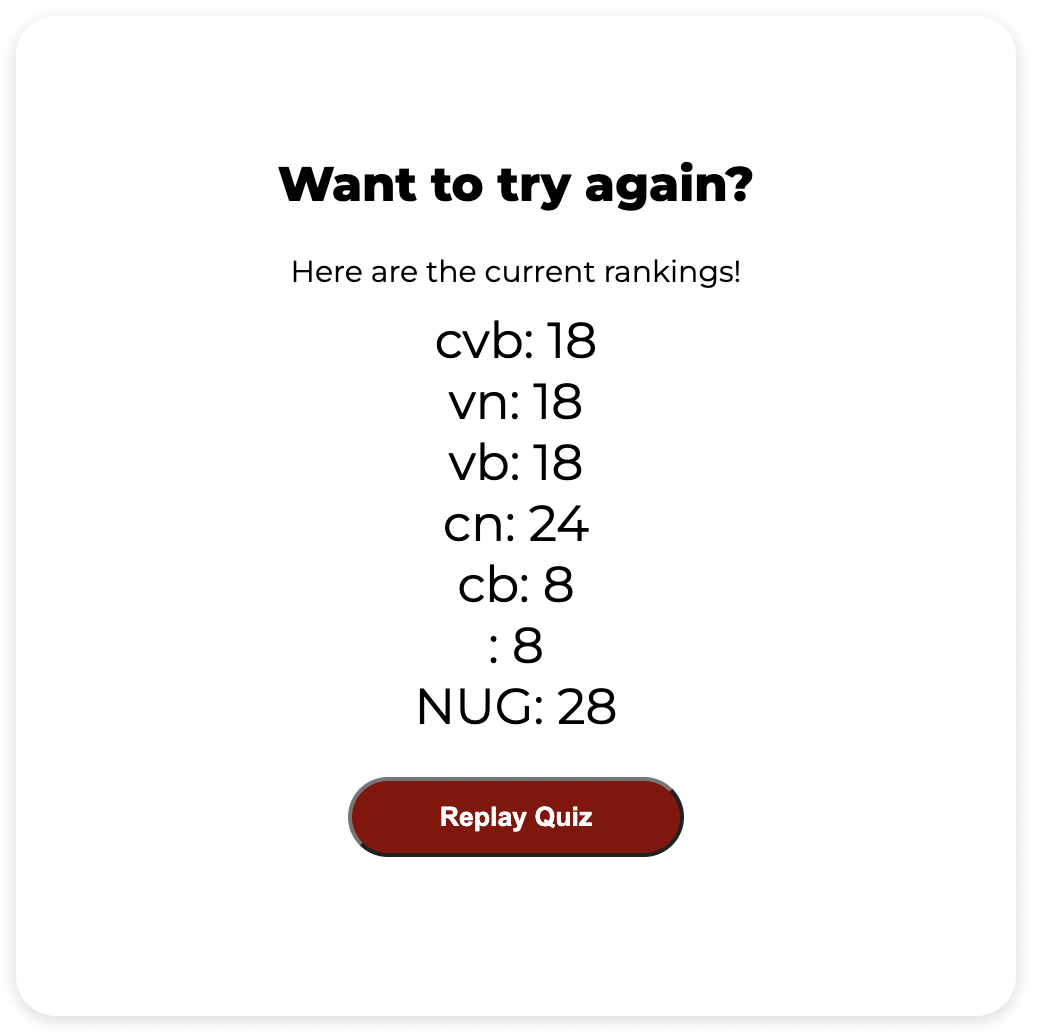 Want to try again?
Here are the current rankings!
cvb: 18
vn: 18
vb: 18
cn: 24
cb: 8
: 8
NUG: 28
Replay Quiz